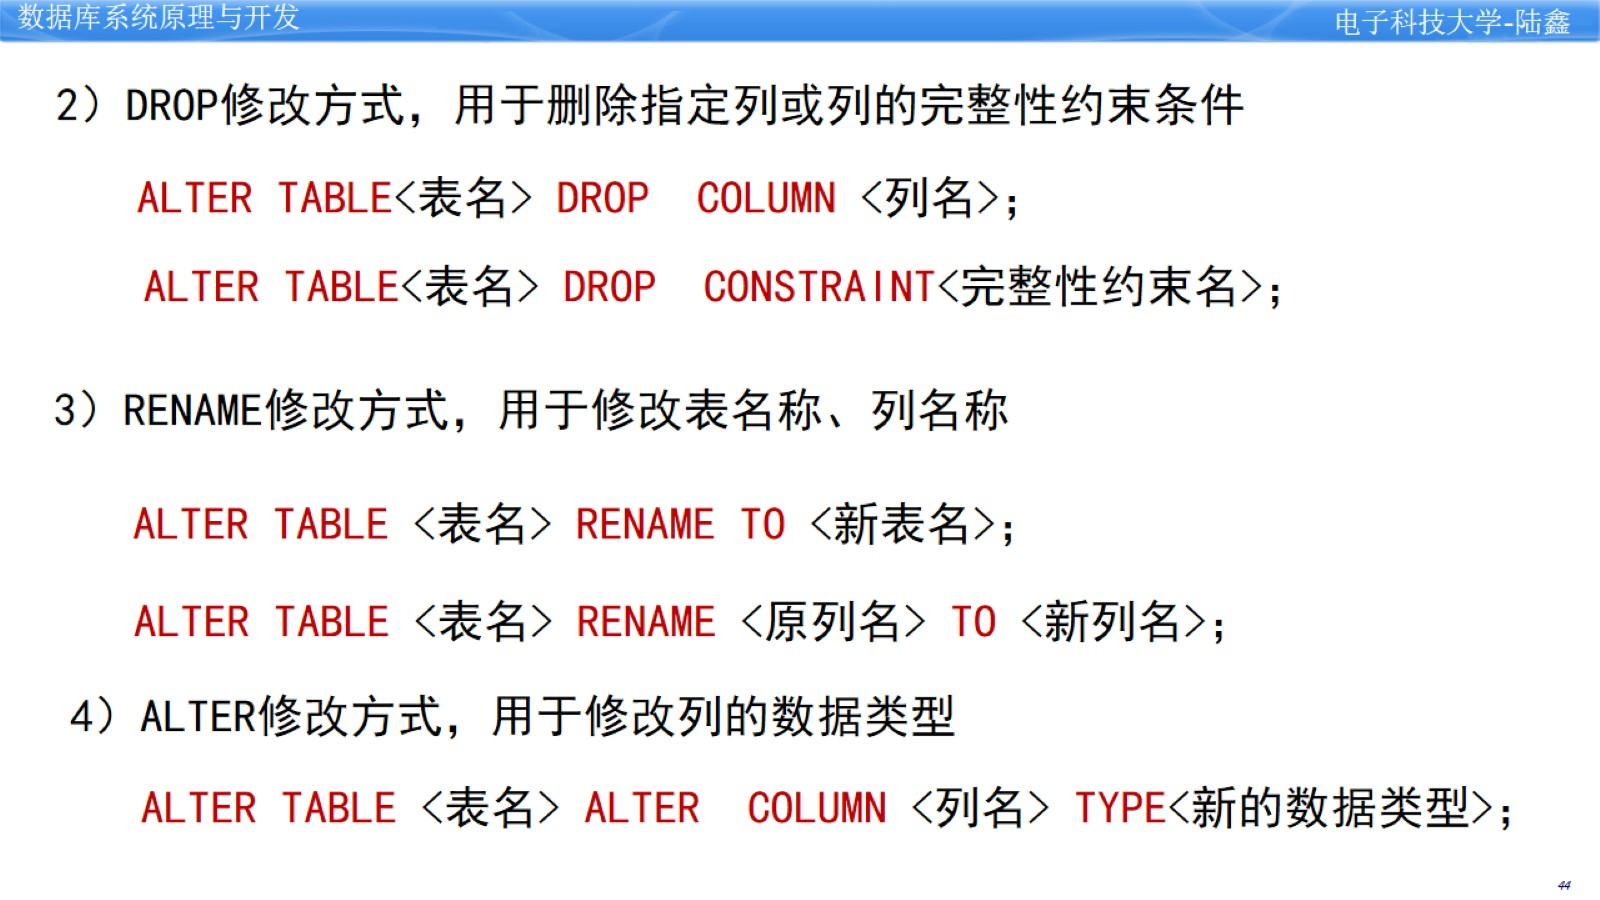 数据库系统原理与开发
电子科技大学-陆鑫
2）DROP修改方式，用于删除指定列或列的完整性约束条件
ALTER TABLE<表名> DROP  COLUMN <列名>;
ALTER TABLE<表名> DROP  CONSTRAINT<完整性约束名>;
3）RENAME修改方式，用于修改表名称、列名称
ALTER TABLE <表名> RENAME TO <新表名>;
ALTER TABLE <表名> RENAME <原列名> TO <新列名>;
4）ALTER修改方式，用于修改列的数据类型
ALTER TABLE <表名> ALTER  COLUMN <列名> TYPE<新的数据类型>;
44